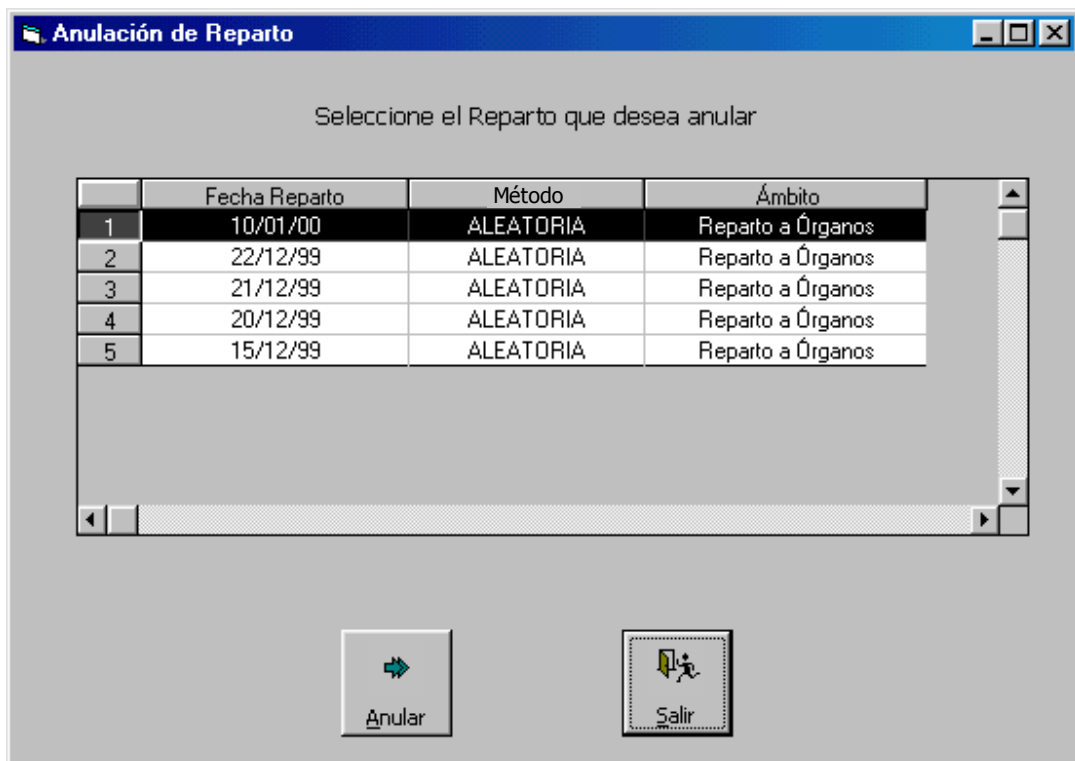 Anulación de Reparto
Seleccione el Reparto que desea anular
Fecha Reparto Método Ámbito
1 10/01/00 ALEATORIA Reparto a Órganos
2 22/12/99 ALEATORIA Reparto a Órganos
3 21/12/99 ALEATORIA Reparto a Órganos
4 20/12/99 ALEATORIA Reparto a Órganos
5 15/12/99 ALEATORIA Reparto a Órganos
Anular Salir